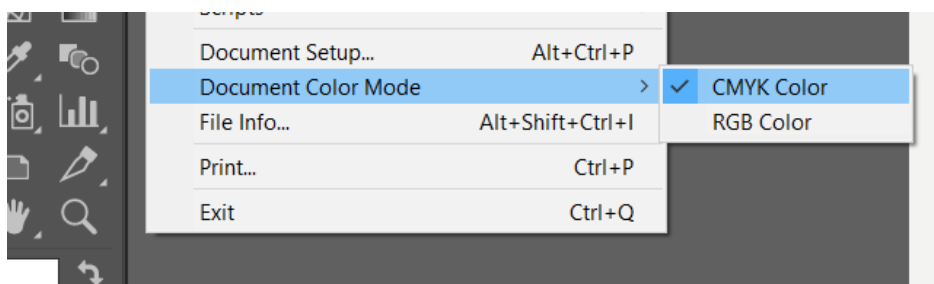 Scripts
Document Setup... Alt+Ctrl+P
Document Color Mode > CMYK Color
RGB Color
File Info... Alt+Shift+Ctrl+I
Print... Ctrl+P
Exit Ctrl+Q